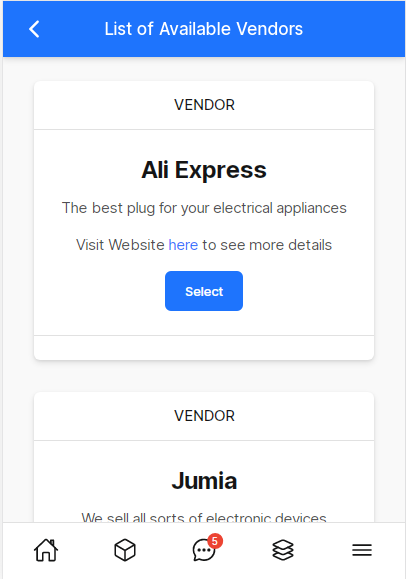 List of Available Vendors
VENDOR
Ali Express
The best plug for your electrical appliances
Visit Website here to see more details
Select
VENDOR
Jumia
We sell all sorts of electronic devices
5